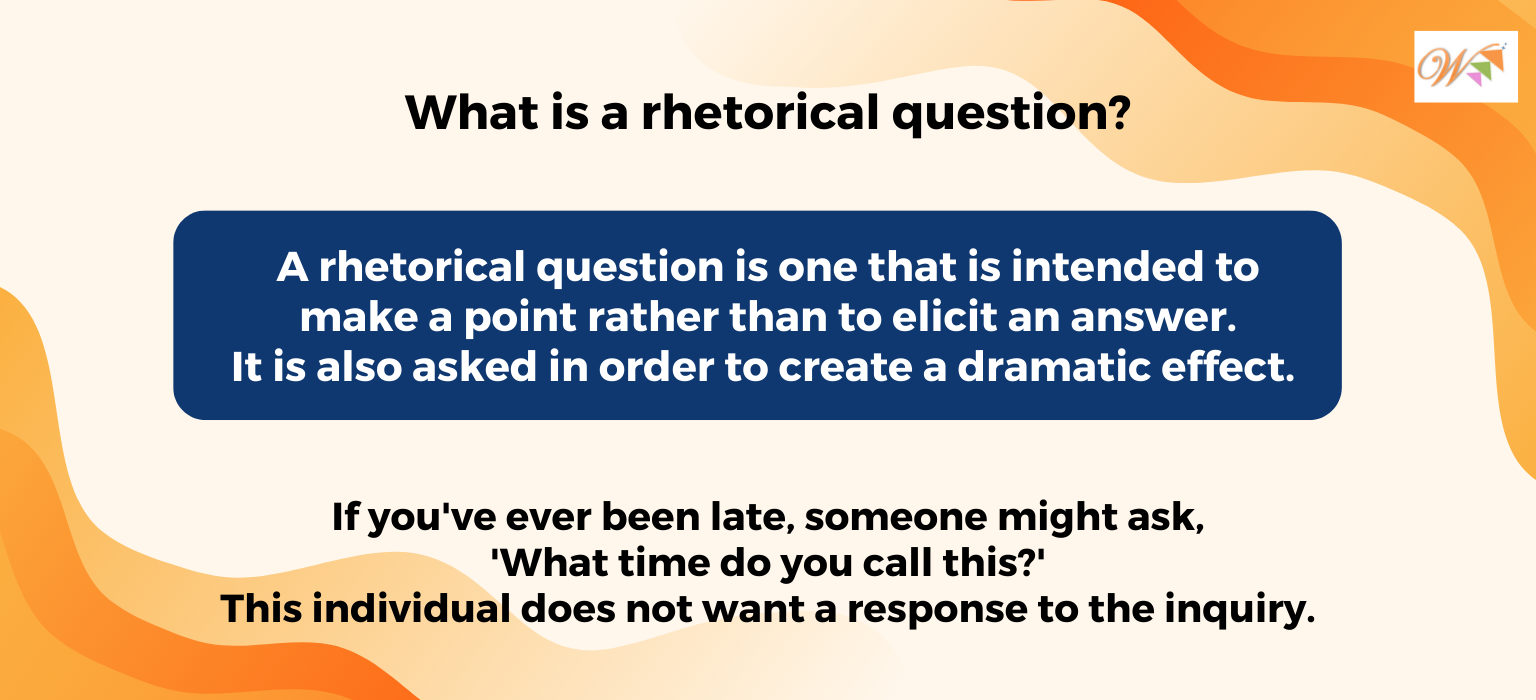 What is a rhetorical question?
A rhetorical question is one that is intended to
make a point rather than to elicit an answer.
It is also asked in order to create a dramatic effect.
If you've ever been late, someone might ask,
'What time do you call this?'
This individual does not want a response to the inquiry.
W